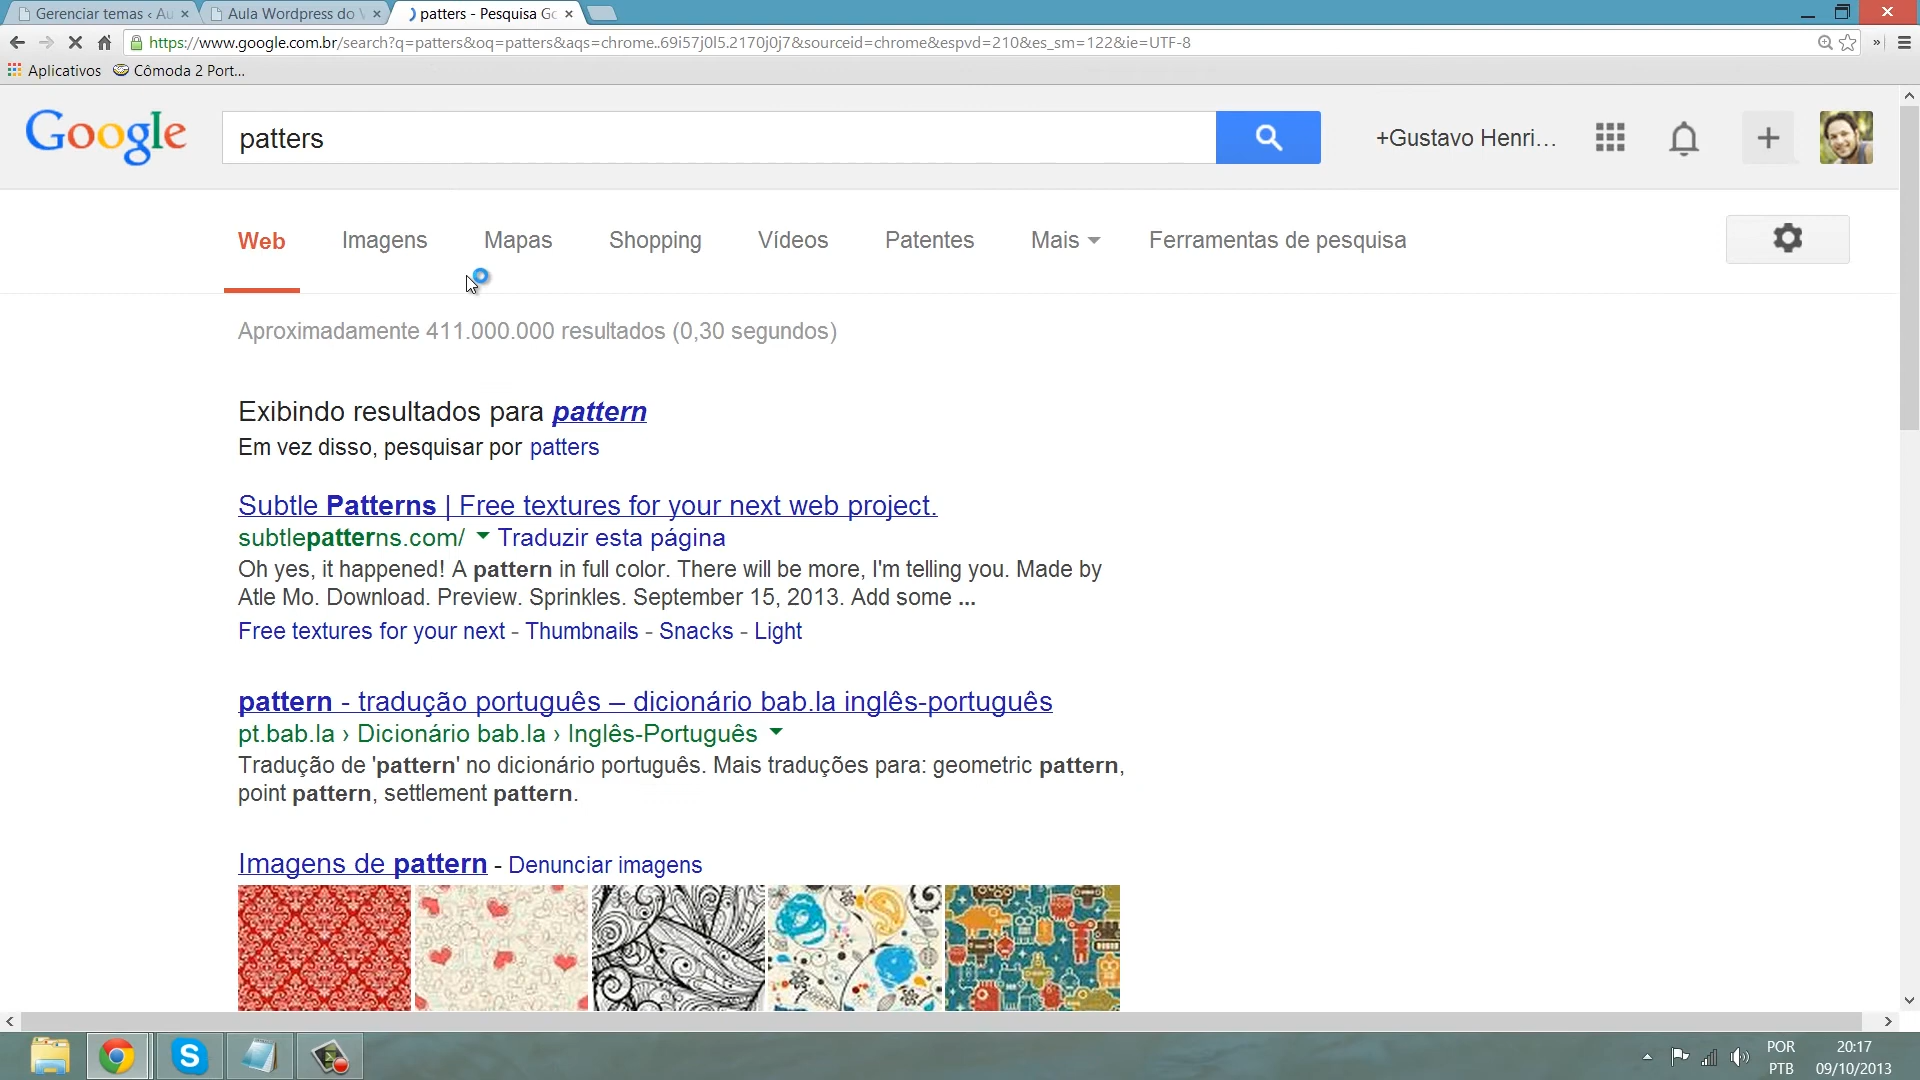 Gerenciar temas ‹ Au
Aula Wordpress do
patters - Pesquisa Go
https://www.google.com.br/search?q=patters&oq=patters&aqs=chrome..69i57j0l5.2170j0j7&sourceid=chrome&espvd=210&es_sm=122&ie=UTF-8
Aplicativos
Cômoda 2 Port...
Google
patters
+Gustavo Henri...
Web
Imagens
Mapas
Shopping
Vídeos
Patentes
Mais
Ferramentas de pesquisa
Aproximadamente 411.000.000 resultados (0,30 segundos)
Exibindo resultados para pattern
Em vez disso, pesquisar por patters
Subtle Patterns | Free textures for your next web project.
subtlepatterns.com/ Traduzir esta página
Oh yes, it happened! A pattern in full color. There will be more, I'm telling you. Made by
Atle Mo. Download. Preview. Sprinkles. September 15, 2013. Add some ...
Free textures for your next - Thumbnails - Snacks - Light
pattern - tradução português – dicionário bab.la inglês-português
pt.bab.la › Dicionário bab.la › Inglês-Português
Tradução de 'pattern' no dicionário português. Mais traduções para: geometric pattern,
point pattern, settlement pattern.
Imagens de pattern - Denunciar imagens
POR
PTB
20:17
09/10/2013